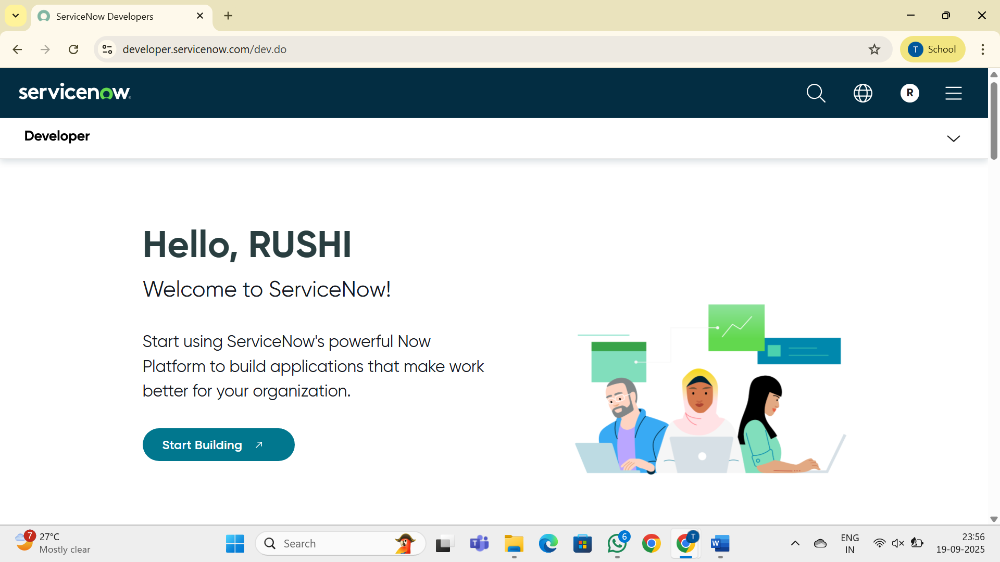 ServiceNow Developers
developer.servicenow.com/dev.do
T School
servicenow
R
Developer
Hello, RUSHI
Welcome to ServiceNow!
Start using ServiceNow's powerful Now
Platform to build applications that make work
better for your organization.
Start Building
7
27°C
Mostly clear
Search
T
6
T
W
ENG
IN
23:56
19-09-2025